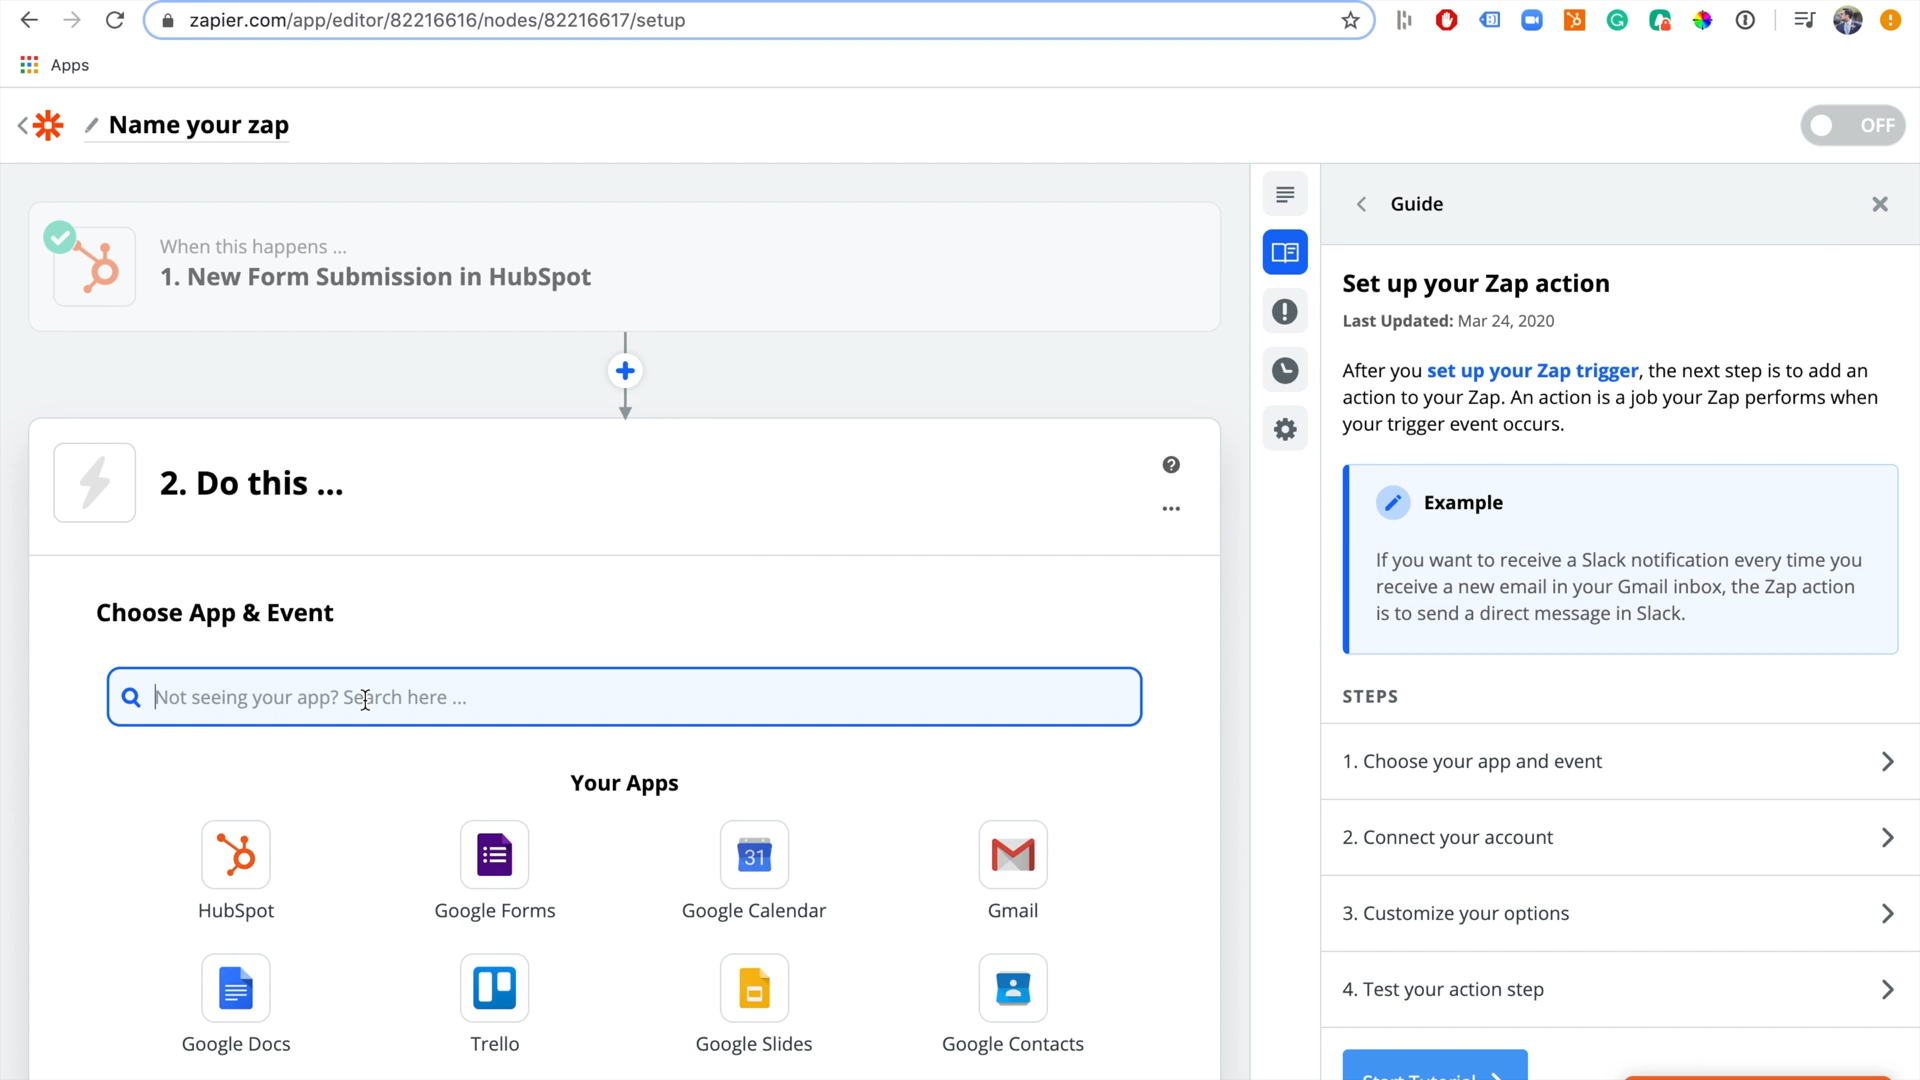 zapier.com/app/editor/82216616/nodes/82216617/setup
Apps
Name your zap
OFF
When this happens ...
1. New Form Submission in HubSpot
2. Do this ...
Choose App & Event
Not seeing your app? Search here ...
Your Apps
HubSpot
Google Forms
31
Google Calendar
Gmail
Google Docs
Trello
Google Slides
Google Contacts
Guide
Set up your Zap action
Last Updated: Mar 24, 2020
After you set up your Zap trigger, the next step is to add an
action to your Zap. An action is a job your Zap performs when
your trigger event occurs.
Example
If you want to receive a Slack notification every time you
receive a new email in your Gmail inbox, the Zap action
is to send a direct message in Slack.
STEPS
1. Choose your app and event
2. Connect your account
3. Customize your options
4. Test your action step
Start Tutorial